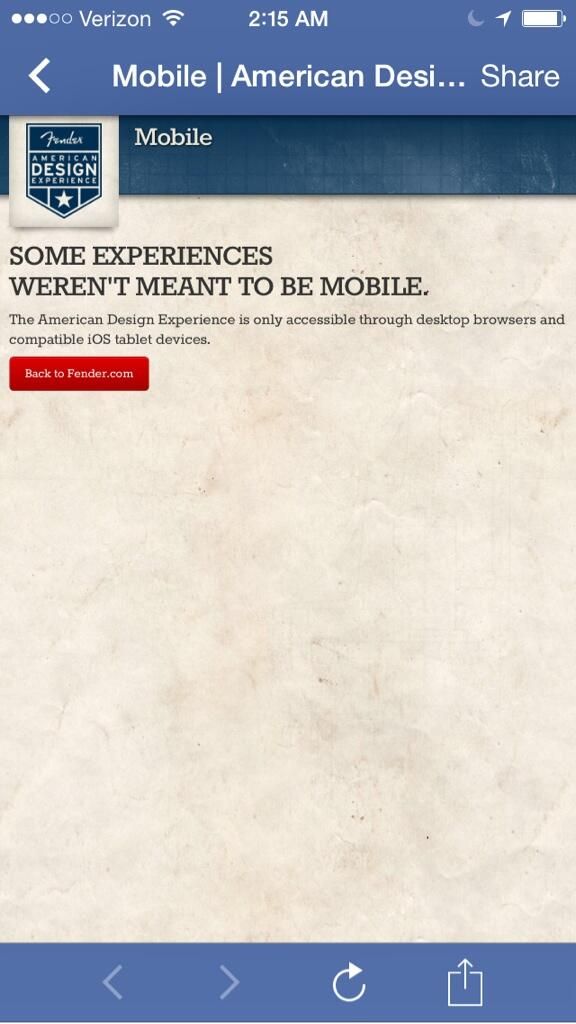 Verizon 2:15 AM
Mobile | American Desi... Share
Fender
AMERICAN
DESIGN
EXPERIENCE
Mobile
SOME EXPERIENCES
WEREN'T MEANT TO BE MOBILE.
The American Design Experience is only accessible through desktop browsers and
compatible iOS tablet devices.
Back to Fender.com